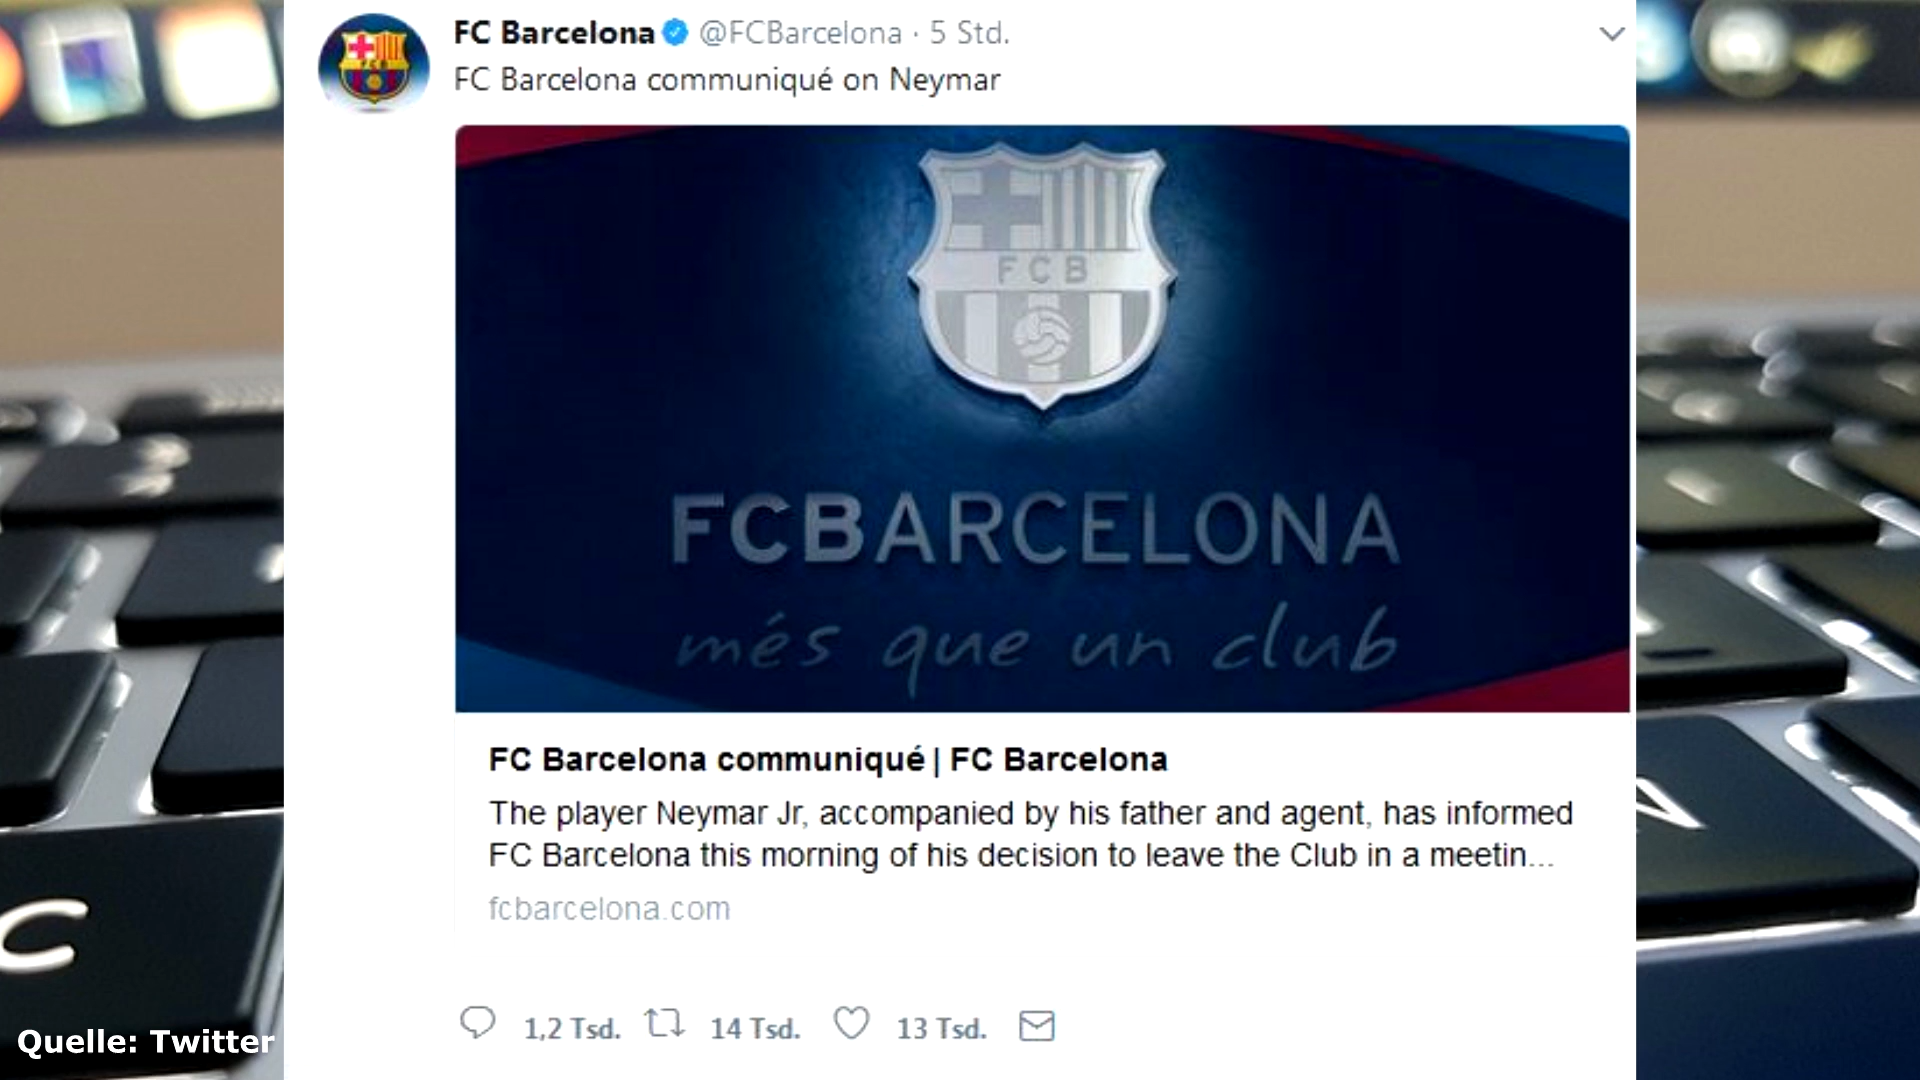 FC Barcelona @FCBarcelona · 5 Std.
FC Barcelona communiqué on Neymar
FCB
FCB
FCBARCELONA
més que un club
FC Barcelona communiqué | FC Barcelona
The player Neymar Jr, accompanied by his father and agent, has informed
FC Barcelona this morning of his decision to leave the Club in a meetin...
fcbarcelona.com
1,2 Tsd. 14 Tsd. 13 Tsd.
C
N
Quelle: Twitter